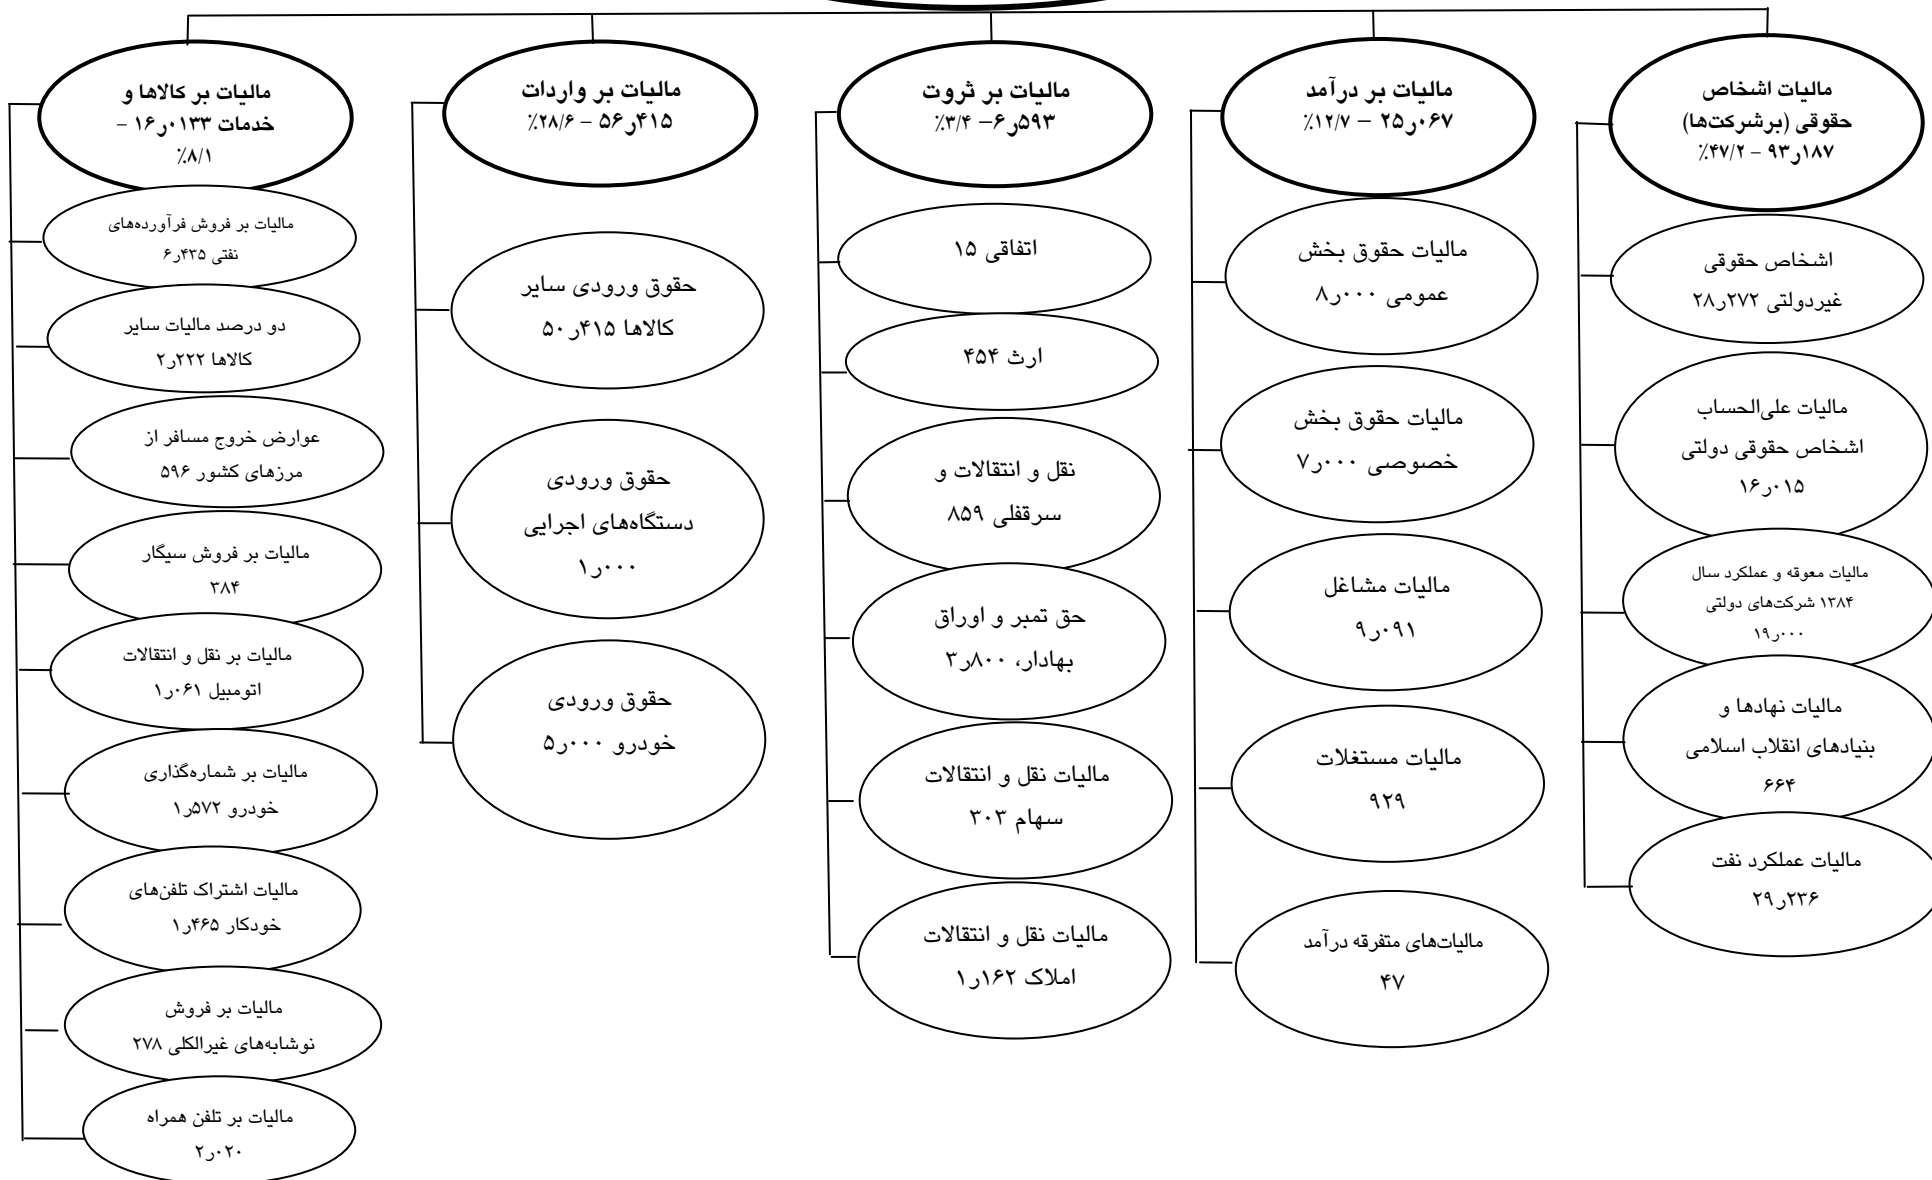 مالیات اشخاص
حقوقی (برشرکت‌ها)
۹۳ر۱۸۷ – ۴۷/۲٪
اشخاص حقوقی
غیردولتی ۲۸ر۲۷۲
مالیات علی‌الحساب
اشخاص حقوقی دولتی
۱۶ر۰۱۵
مالیات معوقه و عملکرد سال
۱۳۸۴ شرکت‌های دولتی
۱۹ر۰۰۰
مالیات نهادها و
بنیادهای انقلاب اسلامی
۶۶۴
مالیات عملکرد نفت
۲۹ر۲۳۶
مالیات بر درآمد
۲۵ر۰۶۷ – ۱۲/۷٪
مالیات حقوق بخش
عمومی ۸ر۰۰۰
مالیات حقوق بخش
خصوصی ۷ر۰۰۰
مالیات مشاغل
۹ر۰۹۱
مالیات مستغلات
۹۲۹
مالیات‌های متفرقه درآمد
۴۷
مالیات بر ثروت
۶ر۵۹۳ – ۳/۴٪
اتفاقی ۱۵
ارث ۴۵۴
نقل و انتقالات و
سرقفلی ۸۵۹
حق تمبر و اوراق
بهادار، ۳ر۸۰۰
مالیات نقل و انتقالات
سهام ۳۰۳
مالیات نقل و انتقالات
املاک ۱ر۱۶۲
مالیات بر واردات
۵۶ر۴۱۵ – ۲۸/۶٪
حقوق ورودی سایر
کالاها ۵۰ر۴۱۵
حقوق ورودی
دستگاه‌های اجرایی
۱ر۰۰۰
حقوق ورودی
خودرو ۵ر۰۰۰
مالیات بر کالاها و
خدمات ۱۶ر۰۱۳۳ –
۸/۱٪
مالیات بر فروش فرآورده‌های
نفتی ۶ر۴۳۵
دو درصد مالیات سایر
کالاها ۲ر۲۲۲
عوارض خروج مسافر از
مرزهای کشور ۵۹۶
مالیات بر فروش سیگار
۳۸۴
مالیات بر نقل و انتقالات
اتومبیل ۱ر۰۶۱
مالیات بر شماره‌گذاری
خودرو ۱ر۵۷۲
مالیات اشتراک تلفن‌های
خودکار ۱ر۴۶۵
مالیات بر فروش
نوشابه‌های غیرالکلی ۲۷۸
مالیات بر تلفن همراه
۲ر۰۲۰